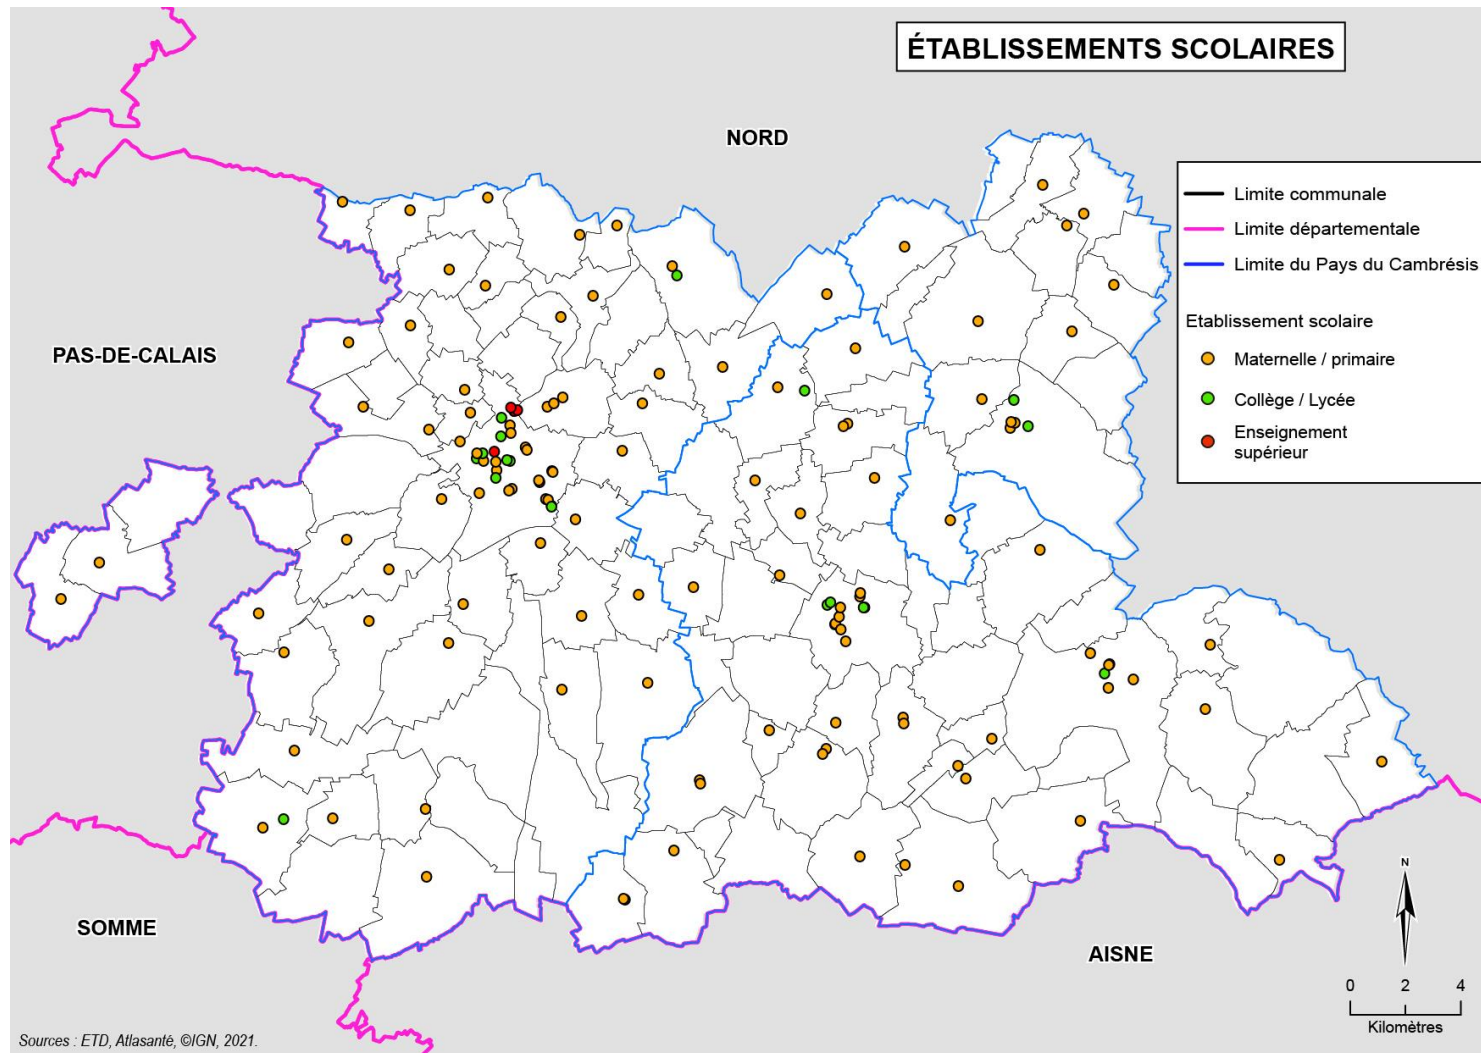 ÉTABLISSEMENTS SCOLAIRES
NORD
Limite communale
Limite départementale
Limite du Pays du Cambrésis
Etablissement scolaire
PAS-DE-CALAIS
Maternelle / primaire
Collège / Lycée
Enseignement
supérieur
N
SOMME
AISNE
0 2 4
Kilomètres
Sources : ETD, Atlasanté, ©IGN, 2021.